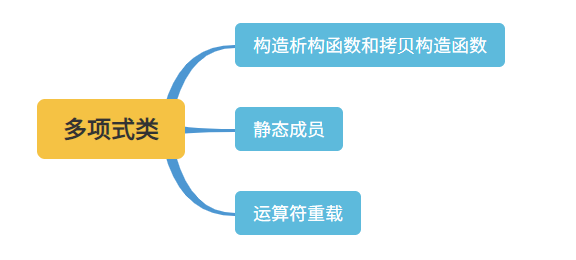 构造析构函数和拷贝构造函数
多项式类
静态成员
运算符重载